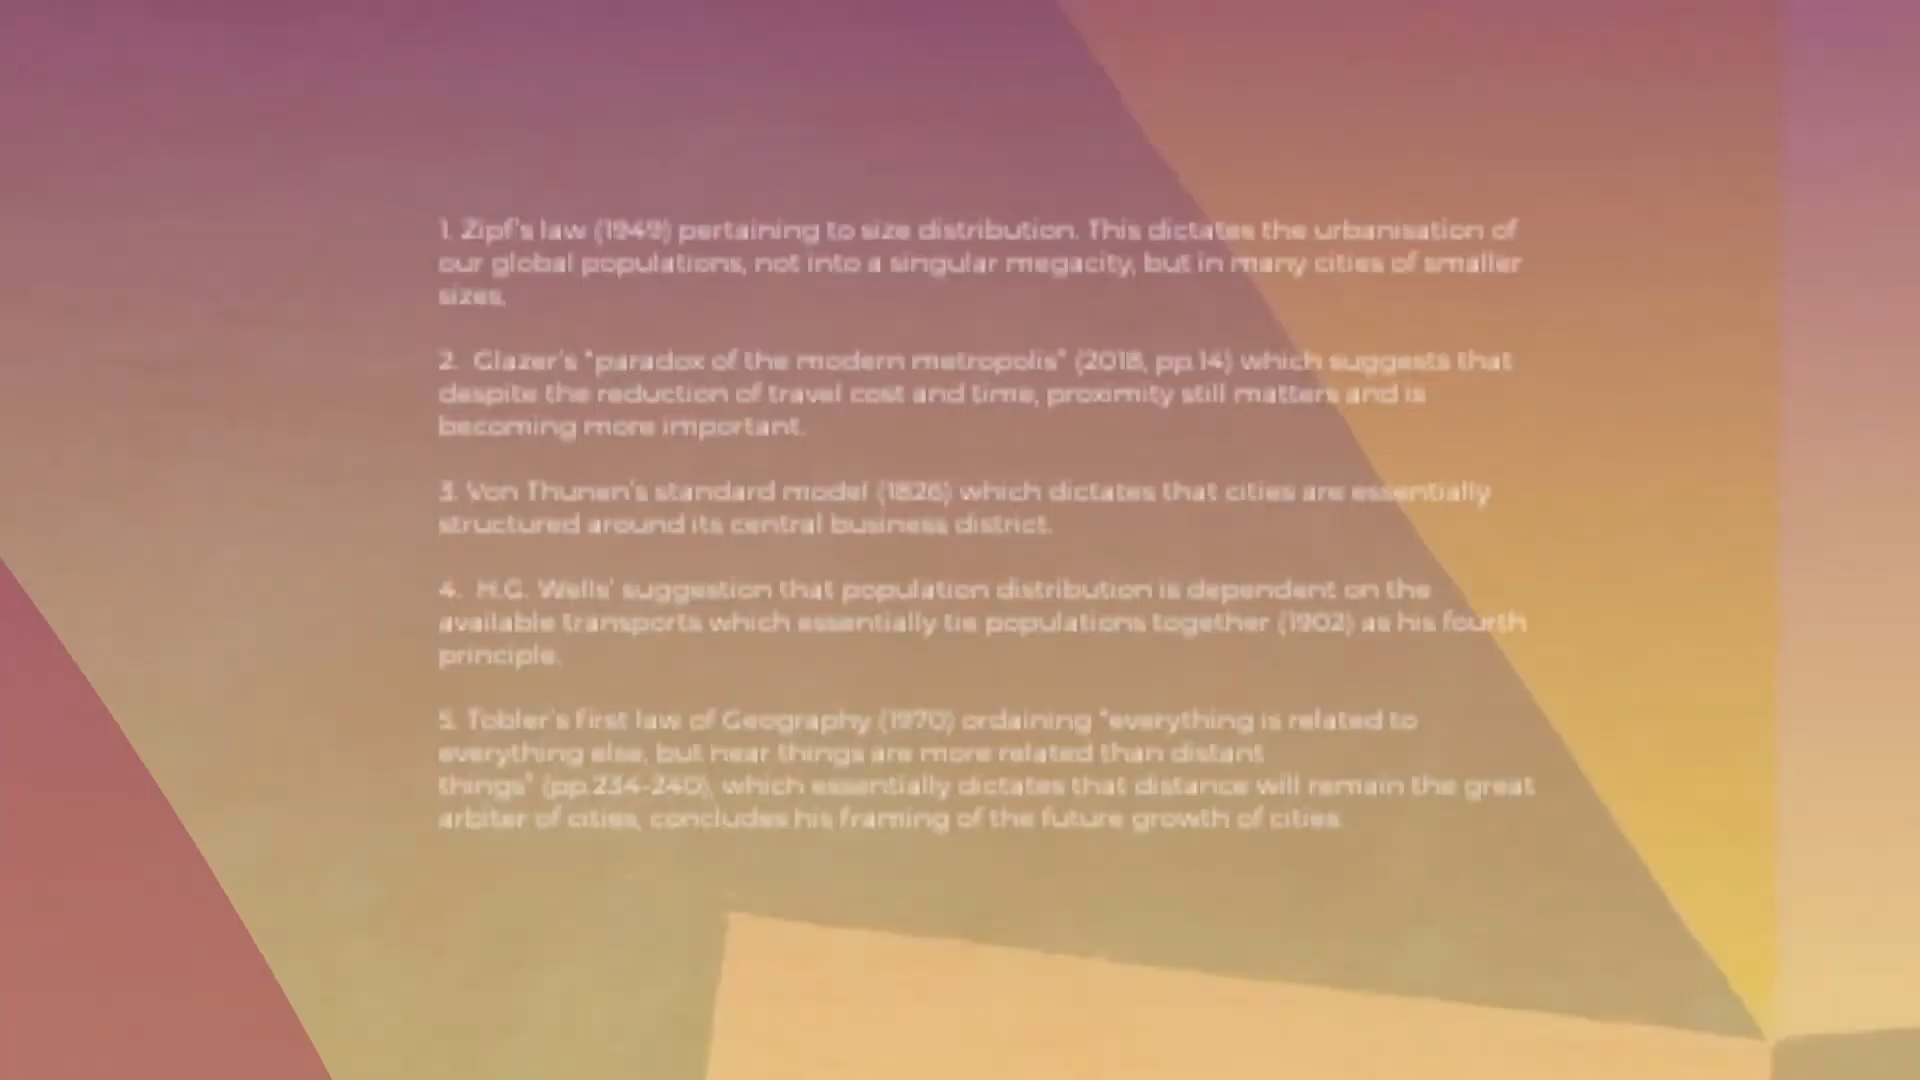 1. Zipf's law (1949) pertaining to size distribution. This dictates the urbanisation of
our global populations, not into a singular megacity, but in many cities of smaller
sizes.
2. Glazer's "paradox of the modern metropolis" (2018, pp.14) which suggests that
despite the reduction of travel cost and time, proximity still matters and is
becoming more important.
3. Von Thunen's standard model (1826) which dictates that cities are essentially
structured around its central business district.
4. H.G. Wells' suggestion that population distribution is dependent on the
available transports which essentially tie populations together (1902) as his fourth
principle.
5. Tobler's first law of Geography (1970) ordaining "everything is related to
everything else, but near things are more related than distant
things" (pp.234-240), which essentially dictates that distance will remain the great
arbiter of cities, concludes his framing of the future growth of cities.